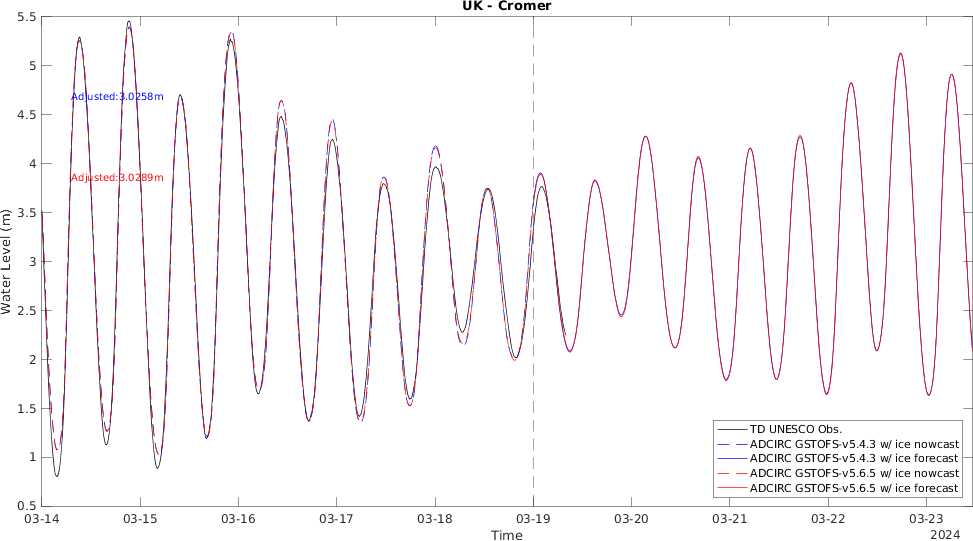 UK - Cromer
5.5
5
4.5
4
3.5
3
2.5
2
1.5
1
0.5
Water Level (m)
Adjusted:3.0258m
Adjusted:3.0289m
TD UNESCO Obs.
ADCIRC GSTOFS-v5.4.3 w/ ice nowcast
ADCIRC GSTOFS-v5.4.3 w/ ice forecast
ADCIRC GSTOFS-v5.6.5 w/ ice nowcast
ADCIRC GSTOFS-v5.6.5 w/ ice forecast
03-14 03-15 03-16 03-17 03-18 03-19 03-20 03-21 03-22 03-23
Time
2024